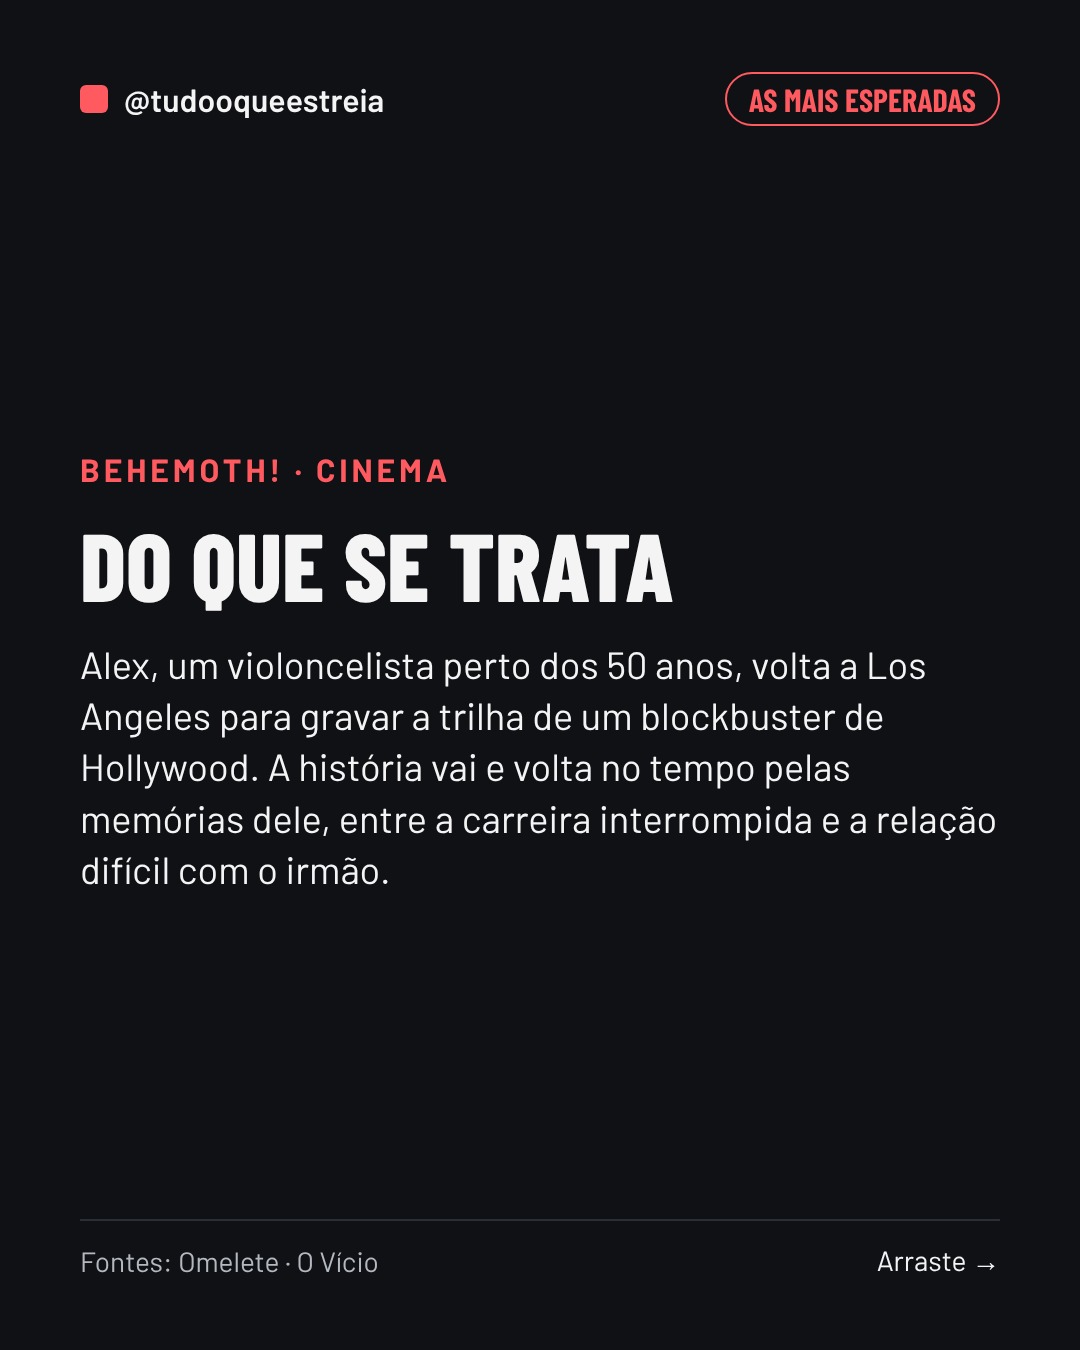 @tudooqueestreia
AS MAIS ESPERADAS
BEHEMOTH! · CINEMA
DO QUE SE TRATA
Alex, um violoncelista perto dos 50 anos, volta a Los
Angeles para gravar a trilha de um blockbuster de
Hollywood. A história vai e volta no tempo pelas
memórias dele, entre a carreira interrompida e a relação
difícil com o irmão.
Fontes: Omelete · O Vício
Arraste →